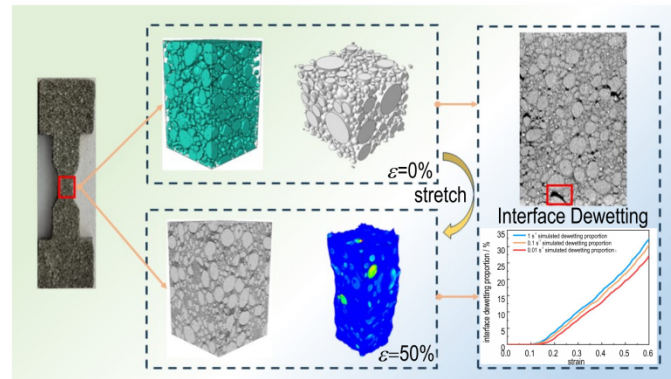 ε=0%
stretch
ε=50%
Interface Dewetting
interface dewetting proportion / %
35
30
25
20
15
10
5
0
1 s⁻¹ simulated dewetting proportion
0.1 s⁻¹ simulated dewetting proportion
0.01 s⁻¹ simulated dewetting proportion
0.0 0.1 0.2 0.3 0.4 0.5 0.6
strain